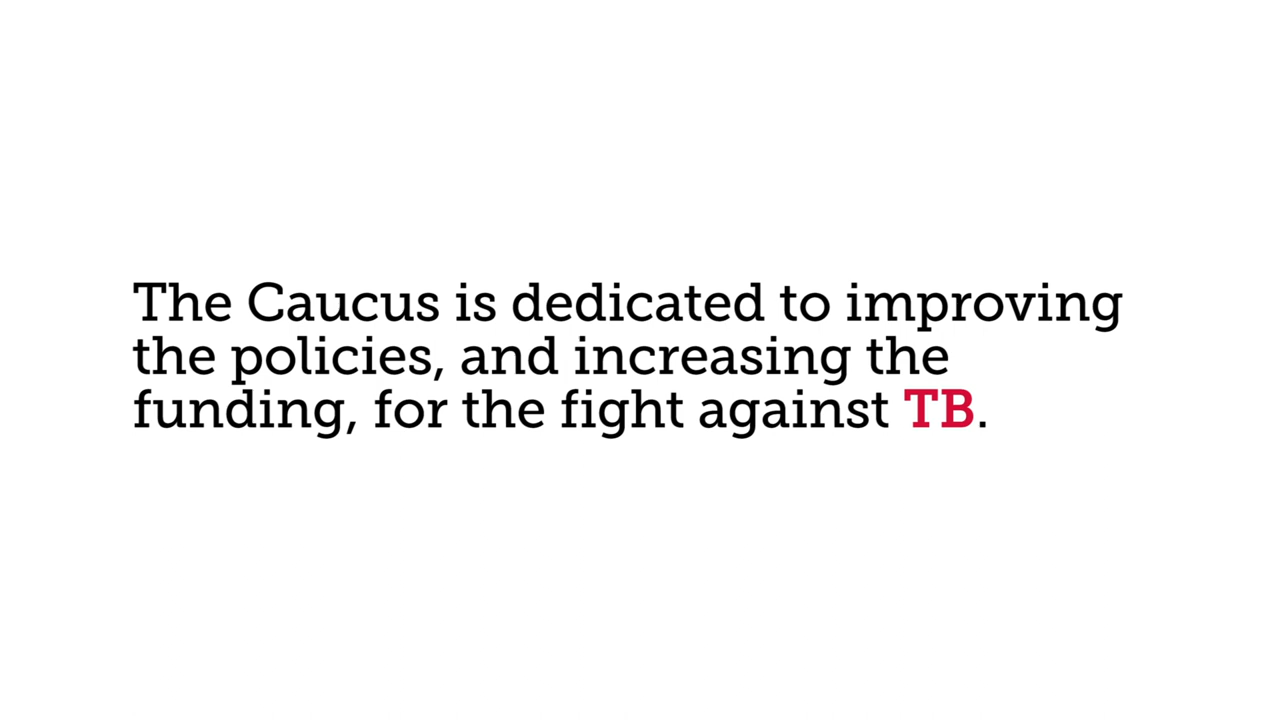 The Caucus is dedicated to improving
the policies, and increasing the
funding, for the fight against TB.